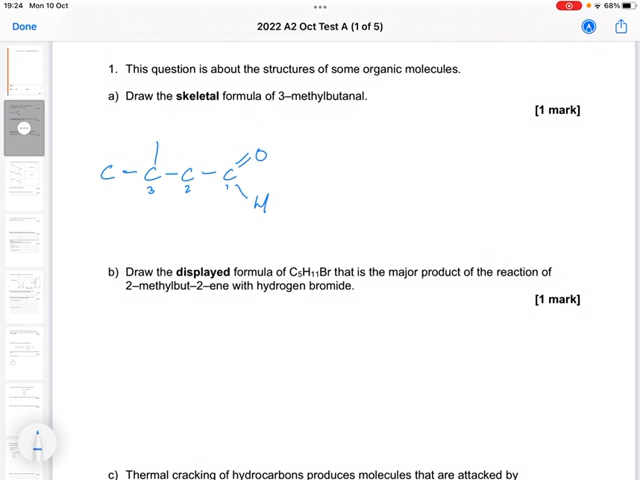 19:24 Mon 10 Oct
68%
Done
2022 A2 Oct Test A (1 of 5)
1. This question is about the structures of some organic molecules.
a) Draw the skeletal formula of 3–methylbutanal.
[1 mark]
O
C – C – C – C
3 2 1
H
b) Draw the displayed formula of C₅H₁₁Br that is the major product of the reaction of
2–methylbut–2–ene with hydrogen bromide.
[1 mark]
c) Thermal cracking of hydrocarbons produces molecules that are attacked by